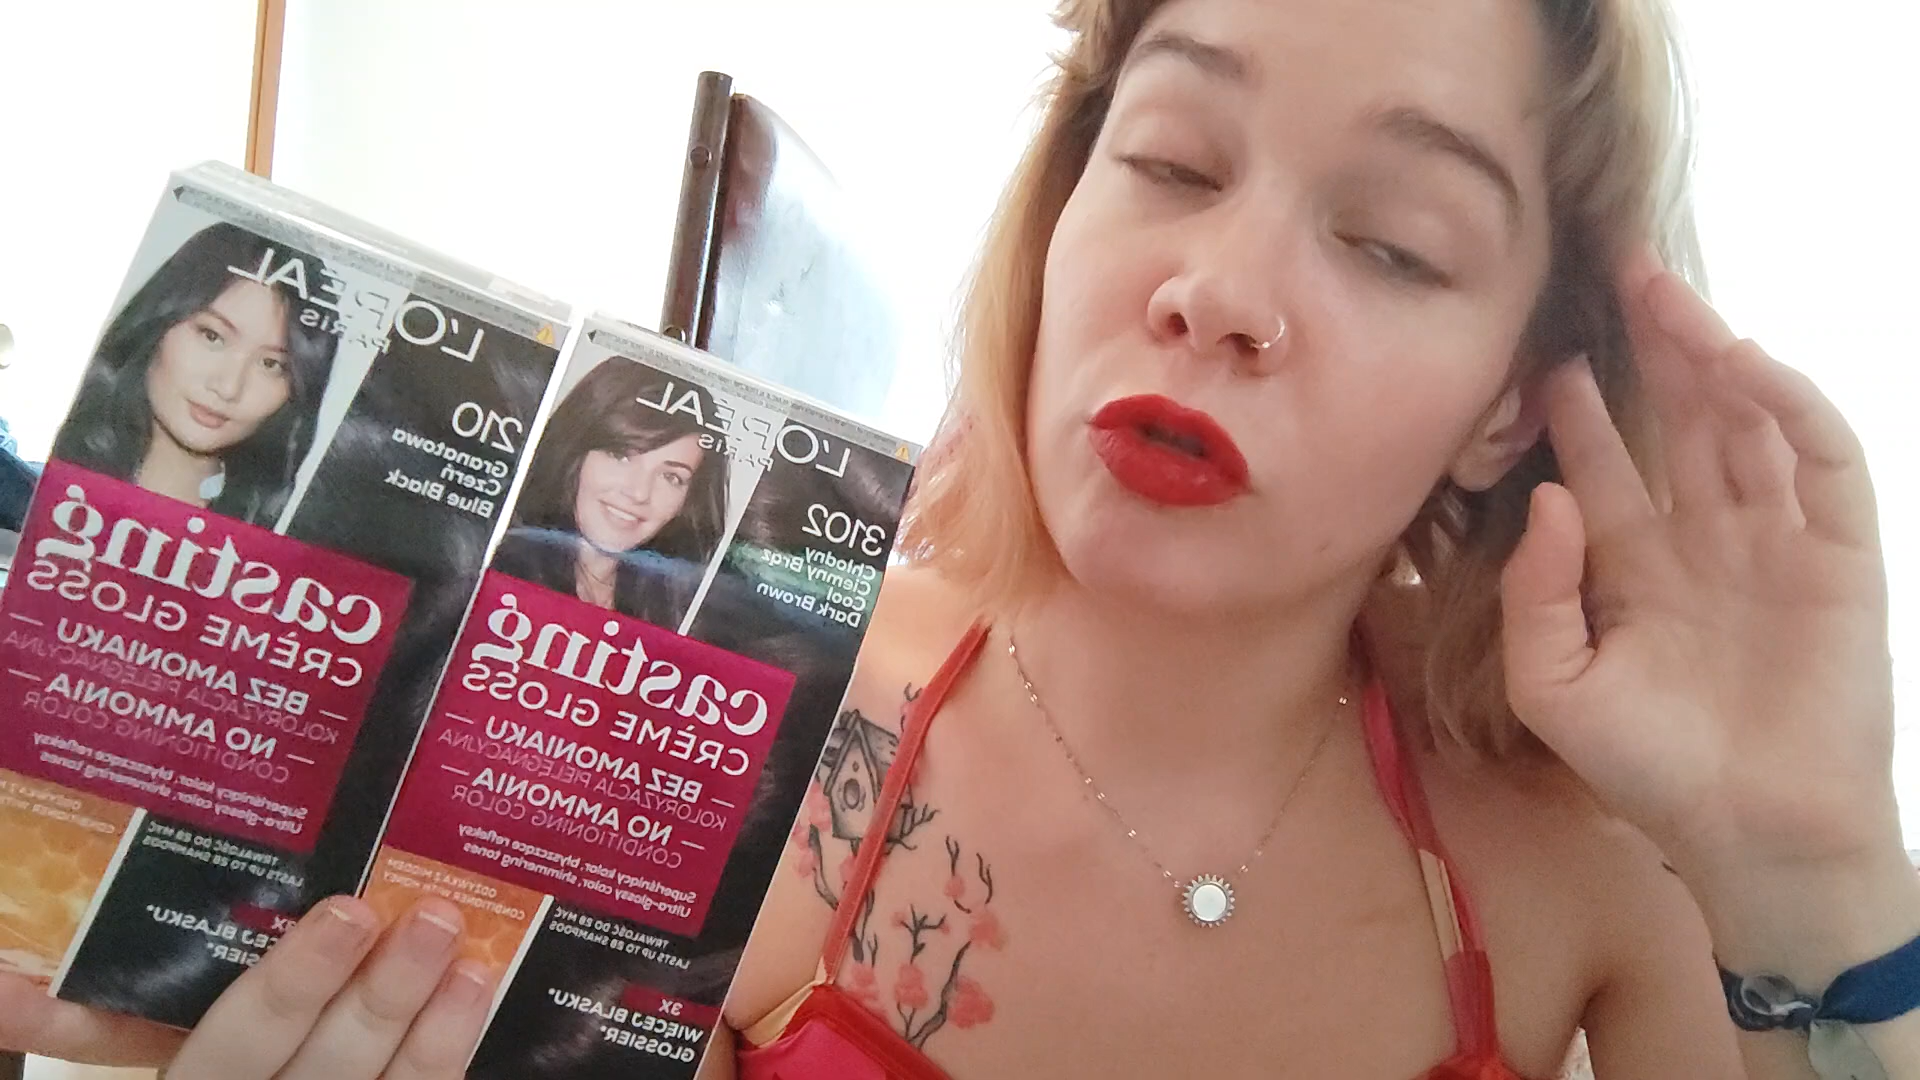 L'ORÉAL
PARIS
210
Granatowa
Czerń
Blue Black
casting
CRÈME GLOSS
BEZ AMONIAKU
KOLORYZACJA PIELĘGNACYJNA
NO AMMONIA
CONDITIONING COLOR
Superlśniący kolor, błyszczące refleksy
Ultra-glossy color, shimmering tones
TRWAŁOŚĆ DO 28 MYĆ
LASTS UP TO 28 SHAMPOOS
3X
BLASKU*
L'ORÉAL
PARIS
3102
Chłodny
Ciemny Brąz
Cool
Dark Brown
casting
CRÈME GLOSS
BEZ AMONIAKU
KOLORYZACJA PIELĘGNACYJNA
NO AMMONIA
CONDITIONING COLOR
Superlśniący kolor, błyszczące refleksy
Ultra-glossy color, shimmering tones
ODŻYWKA Z MIODEM
CONDITIONER WITH HONEY
TRWAŁOŚĆ DO 28 MYĆ
LASTS UP TO 28 SHAMPOOS
3X
WIĘCEJ BLASKU*
GLOSSIER*